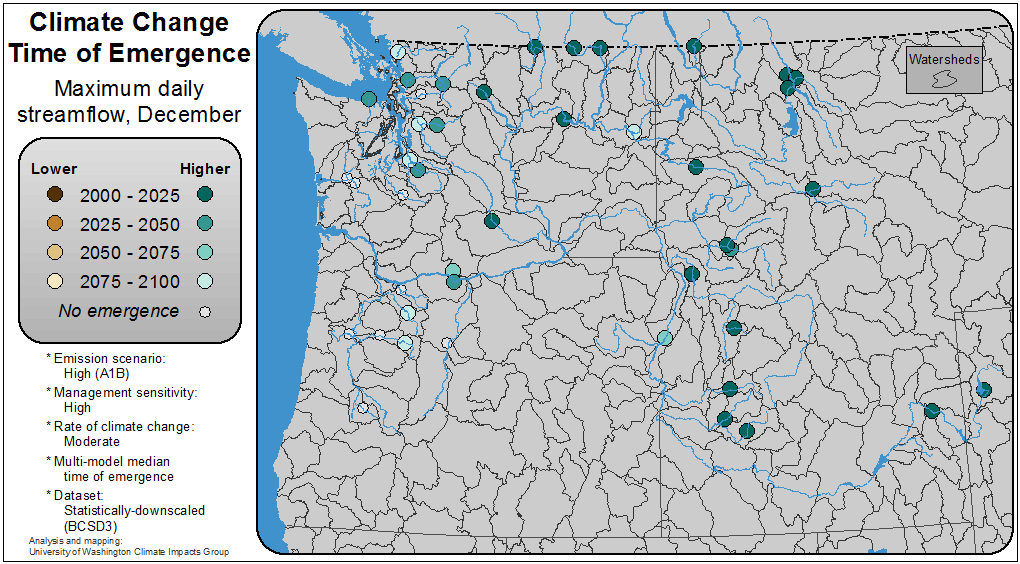 Climate Change
Time of Emergence
Maximum daily
streamflow, December
Lower Higher
2000 - 2025
2025 - 2050
2050 - 2075
2075 - 2100
No emergence
* Emission scenario:
High (A1B)
* Management sensitivity:
High
* Rate of climate change:
Moderate
* Multi-model median
time of emergence
* Dataset:
Statistically-downscaled
(BCSD3)
Analysis and mapping:
University of Washington Climate Impacts Group
Watersheds